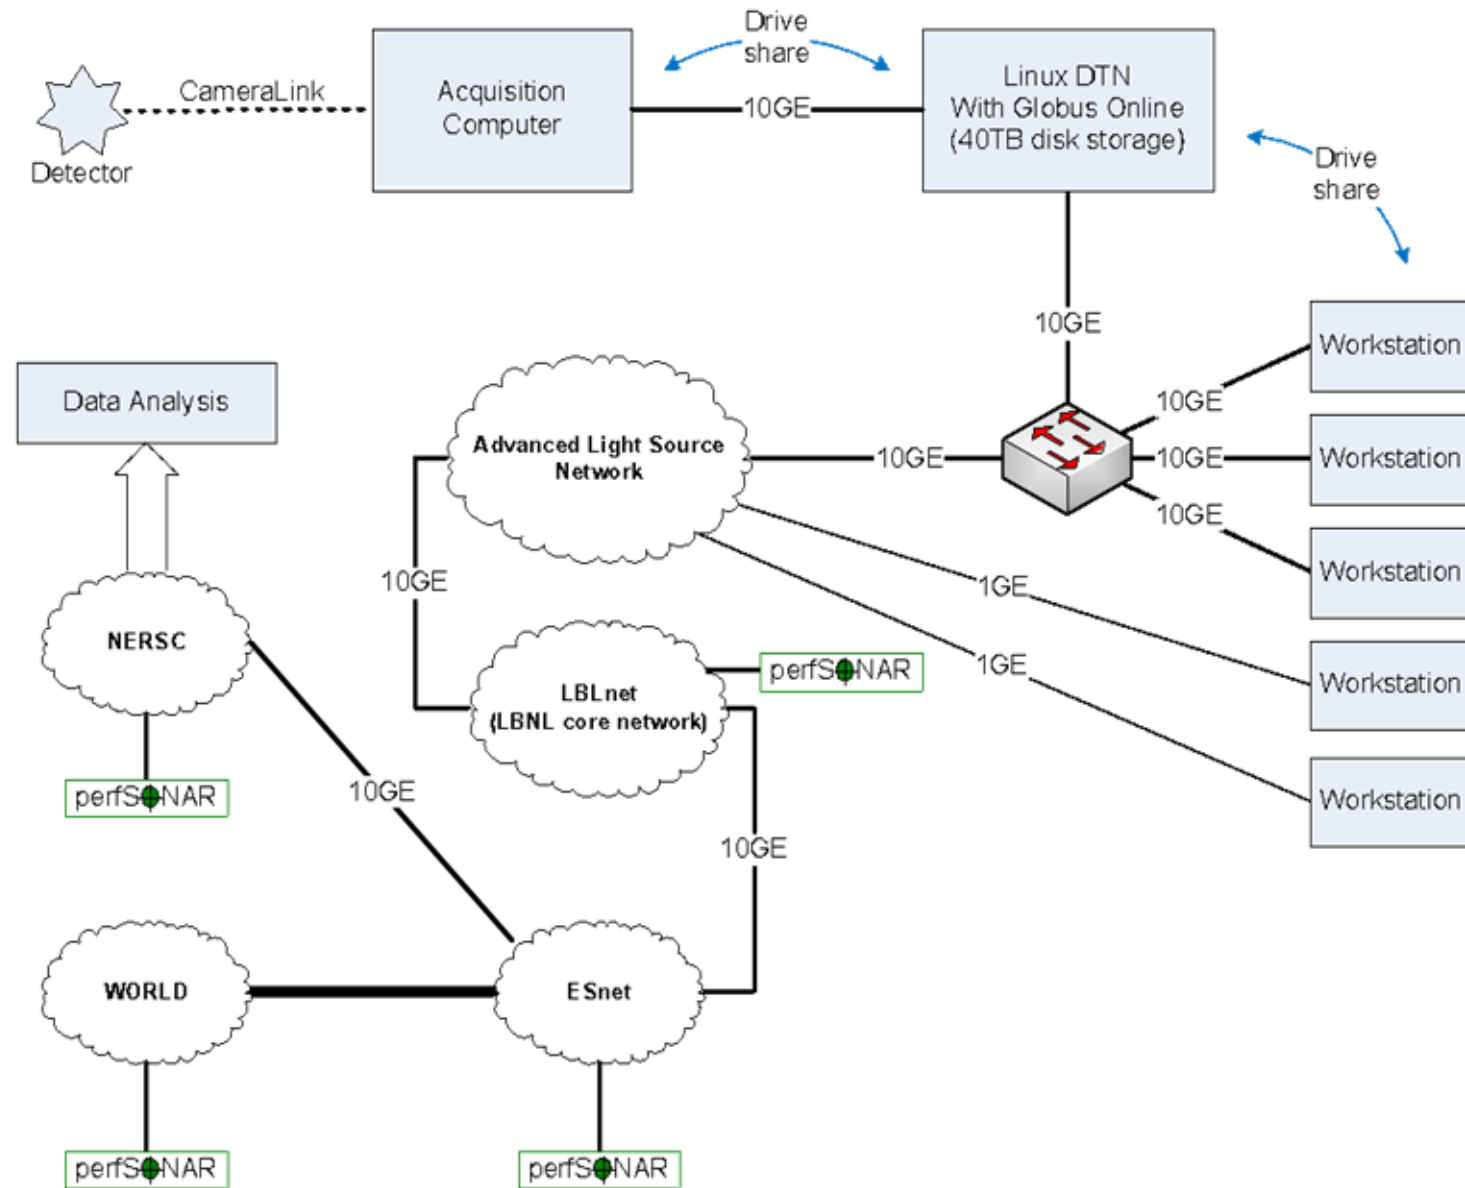 Drive
share
CameraLink
Detector
Acquisition
Computer
10GE
Linux DTN
With Globus Online
(40TB disk storage)
Drive
share
10GE
Workstation
10GE
Data Analysis
Advanced Light Source
Network
10GE
10GE
Workstation
10GE
Workstation
10GE
1GE
NERSC
1GE
perfSONAR
Workstation
LBLnet
(LBNL core network)
perfSONAR
10GE
Workstation
10GE
WORLD
ESnet
perfSONAR
perfSONAR